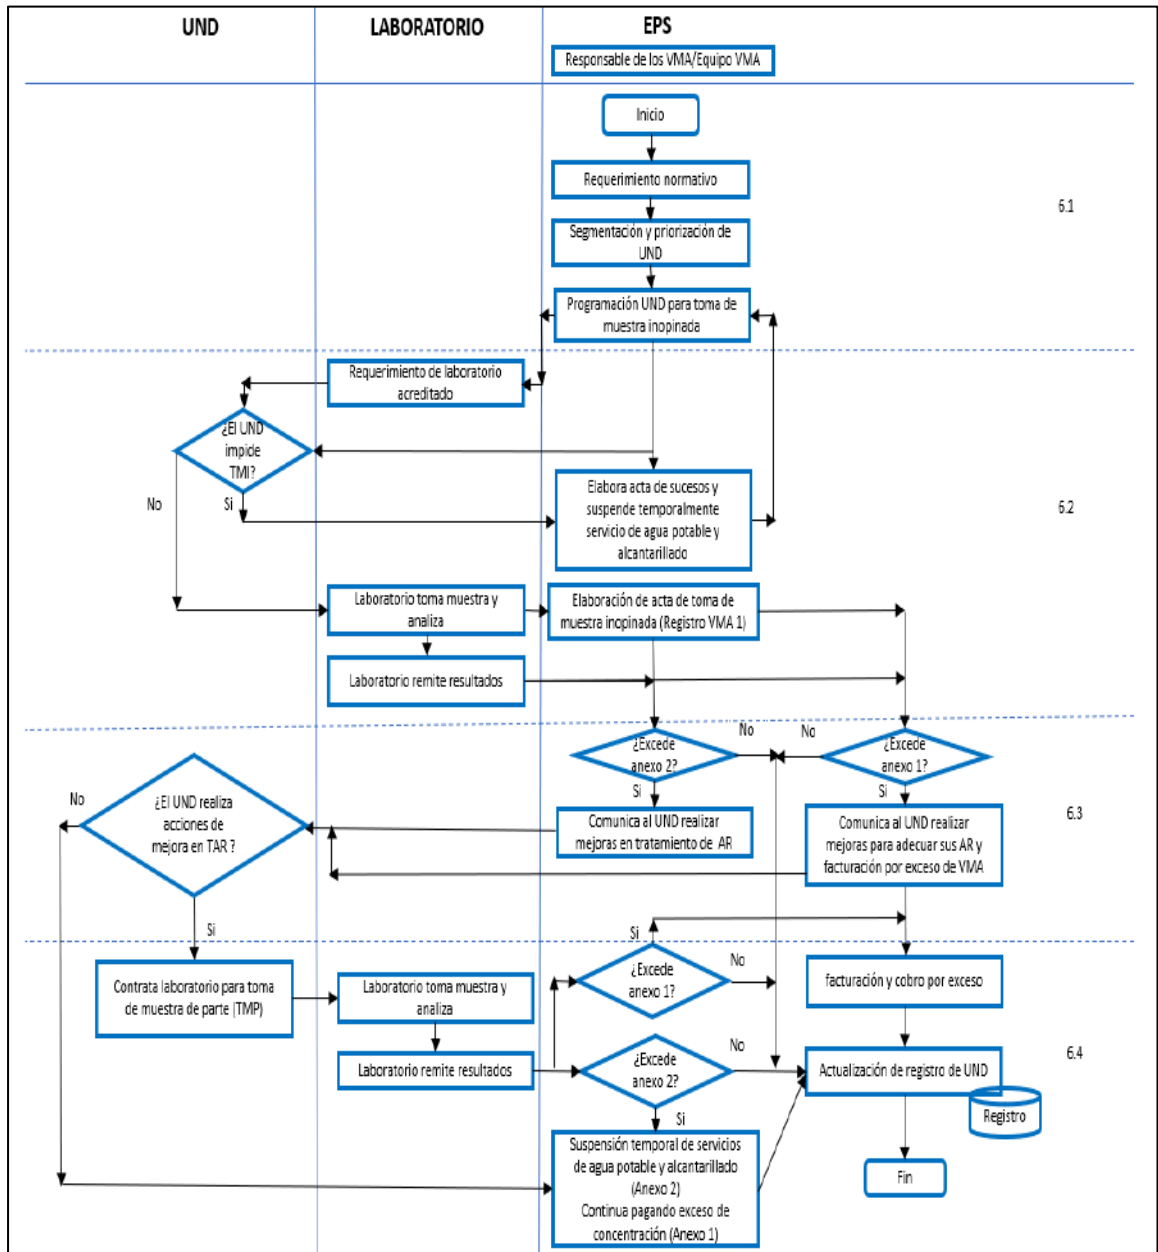 UND
LABORATORIO
EPS
Responsable de los VMA/Equipo VMA
Inicio
Requerimiento normativo
6.1
Segmentación y priorización de
UND
Programación UND para toma de
muestra inopinada
Requerimiento de laboratorio
acreditado
¿El UND
impide
TMI?
No
Si
Elabora acta de sucesos y
suspende temporalmente
servicio de agua potable y
alcantarillado
6.2
Laboratorio toma muestra y
analiza
Elaboración de acta de toma de
muestra inopinada (Registro VMA 1)
Laboratorio remite resultados
¿Excede
anexo 2?
No
No
¿Excede
anexo 1?
Si
Si
No
¿El UND realiza
acciones de
mejora en TAR ?
Comunica al UND realizar
mejoras en tratamiento de AR
Comunica al UND realizar
mejoras para adecuar sus AR y
facturación por exceso de VMA
6.3
Si
Si
Contrata laboratorio para toma
de muestra de parte (TMP)
Laboratorio toma muestra y
analiza
¿Excede
anexo 1?
No
facturación y cobro por exceso
Laboratorio remite resultados
¿Excede
anexo 2?
No
Actualización de registro de UND
6.4
Registro
Si
Suspensión temporal de servicios
de agua potable y alcantarillado
(Anexo 2)
Continua pagando exceso de
concentración (Anexo 1)
Fin